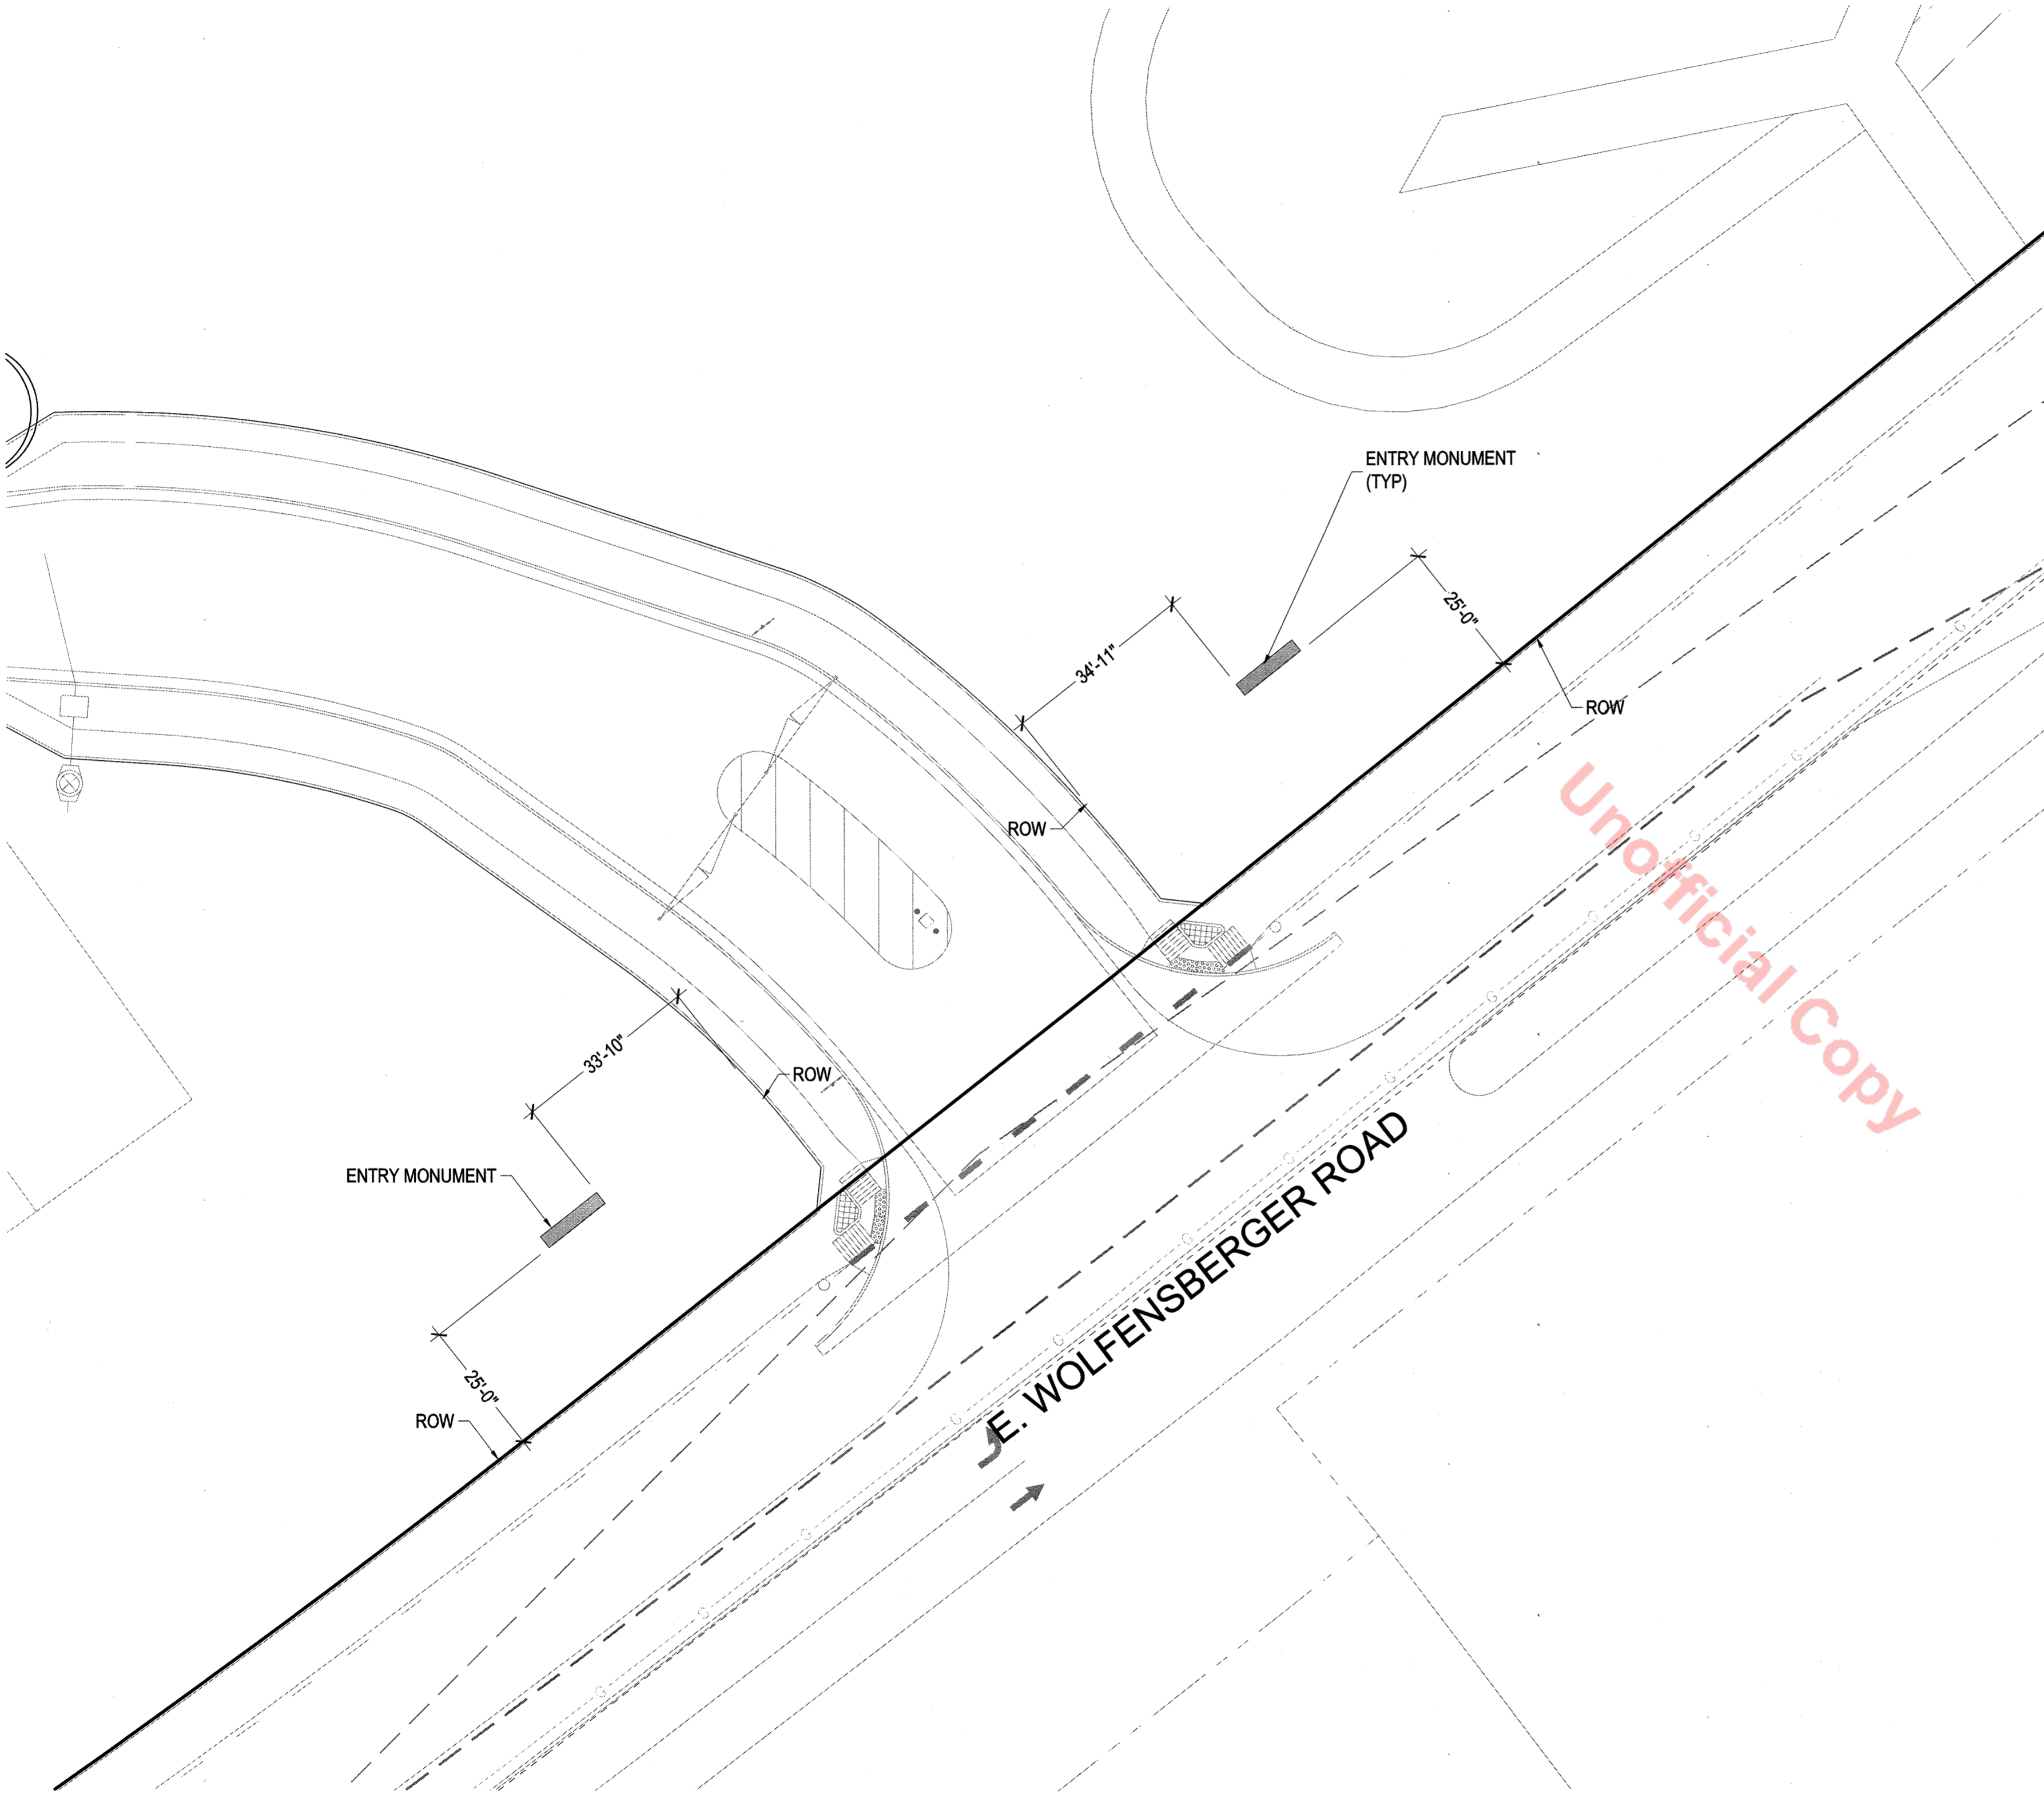 ENTRY MONUMENT
(TYP)
25'-0"
34'-11"
ROW
ROW
Unofficial Copy
33'-10"
ROW
ENTRY MONUMENT
E. WOLFENSBERGER ROAD
25'-0"
ROW
G
G
G
G
G
G
G
G
G
G
G
G
G